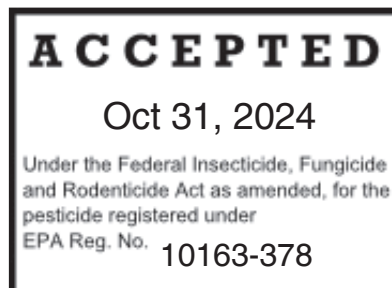 ACCEPTED
Oct 31, 2024
Under the Federal Insecticide, Fungicide
and Rodenticide Act as amended, for the
pesticide registered under
EPA Reg. No. 10163-378